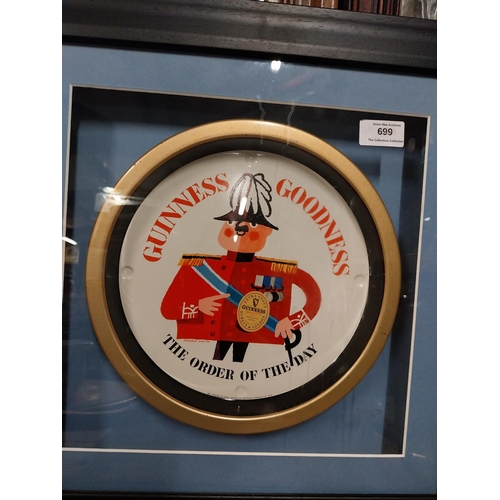 699
GUINNESS GOODNESS
GUINNESS
THE ORDER OF THE DAY